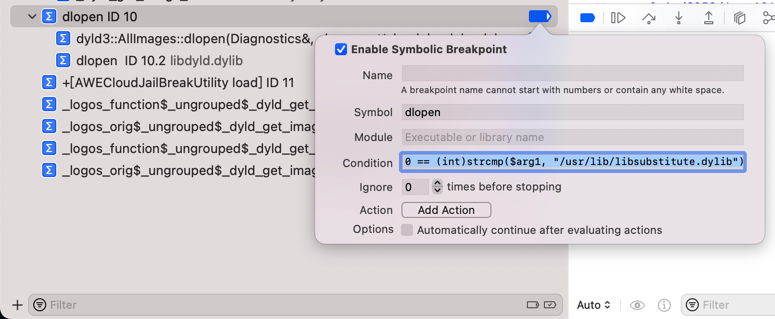 dlopen ID 10
dyld3::AllImages::dlopen(Diagnostics&,
dlopen ID 10.2 libdyld.dylib
+[AWECloudJailBreakUtility load] ID 11
_logos_function$_ungrouped$_dyld_get_
_logos_orig$_ungrouped$_dyld_get_imag
_logos_function$_ungrouped$_dyld_get_
_logos_orig$_ungrouped$_dyld_get_imag
Enable Symbolic Breakpoint
Name
A breakpoint name cannot start with numbers or contain any white space.
Symbol dlopen
Module Executable or library name
Condition 0 == (int)strcmp($arg1, "/usr/lib/libsubstitute.dylib")
Ignore 0 times before stopping
Action Add Action
Options Automatically continue after evaluating actions
Filter
Auto
Filter